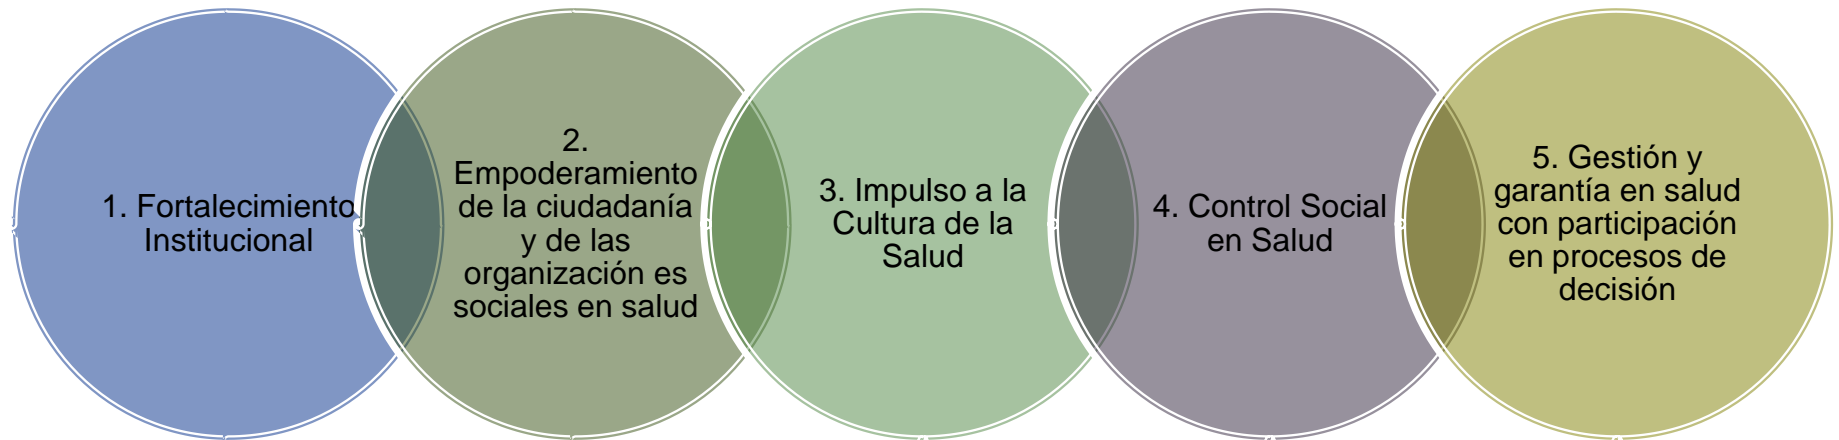 1. Fortalecimiento
Institucional
2.
Empoderamiento
de la ciudadanía
y de las
organización es
sociales en salud
3. Impulso a la
Cultura de la
Salud
4. Control Social
en Salud
5. Gestión y
garantía en salud
con participación
en procesos de
decisión